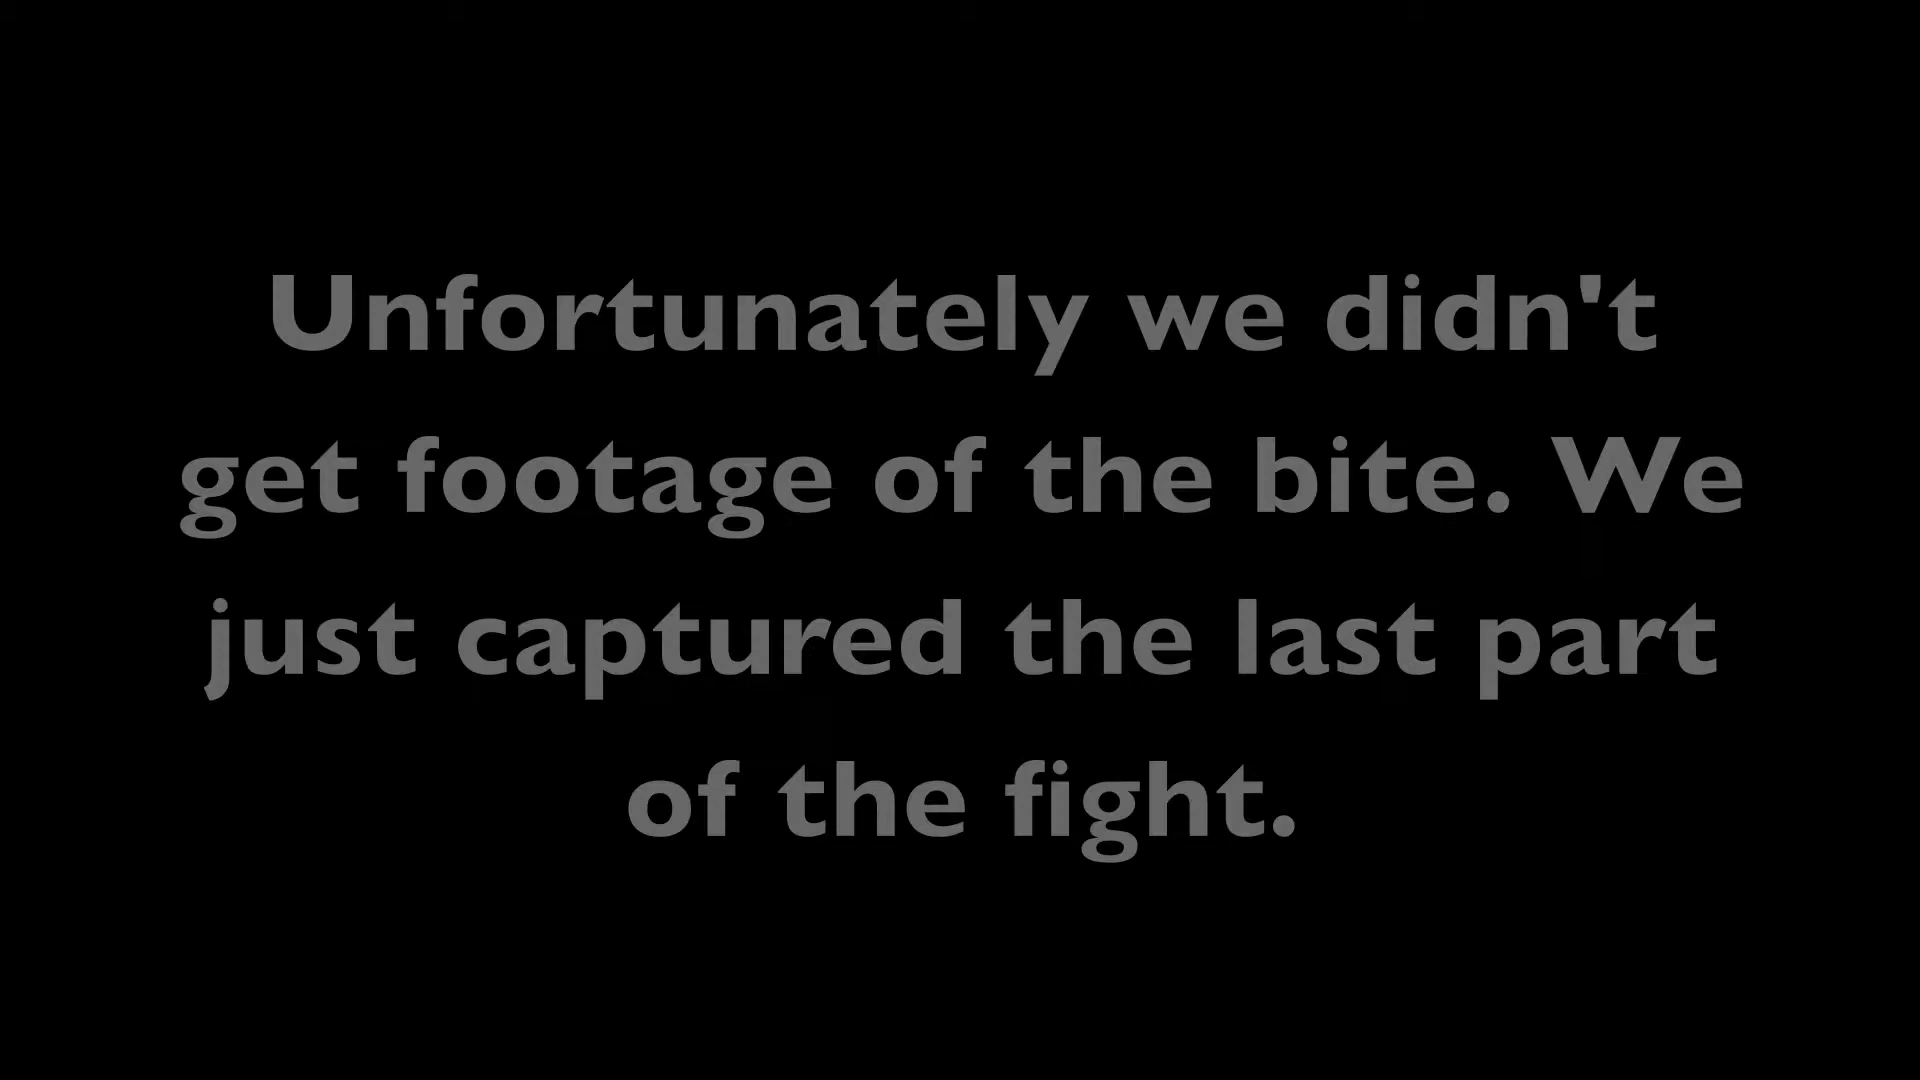 Unfortunately we didn't
get footage of the bite. We
just captured the last part
of the fight.